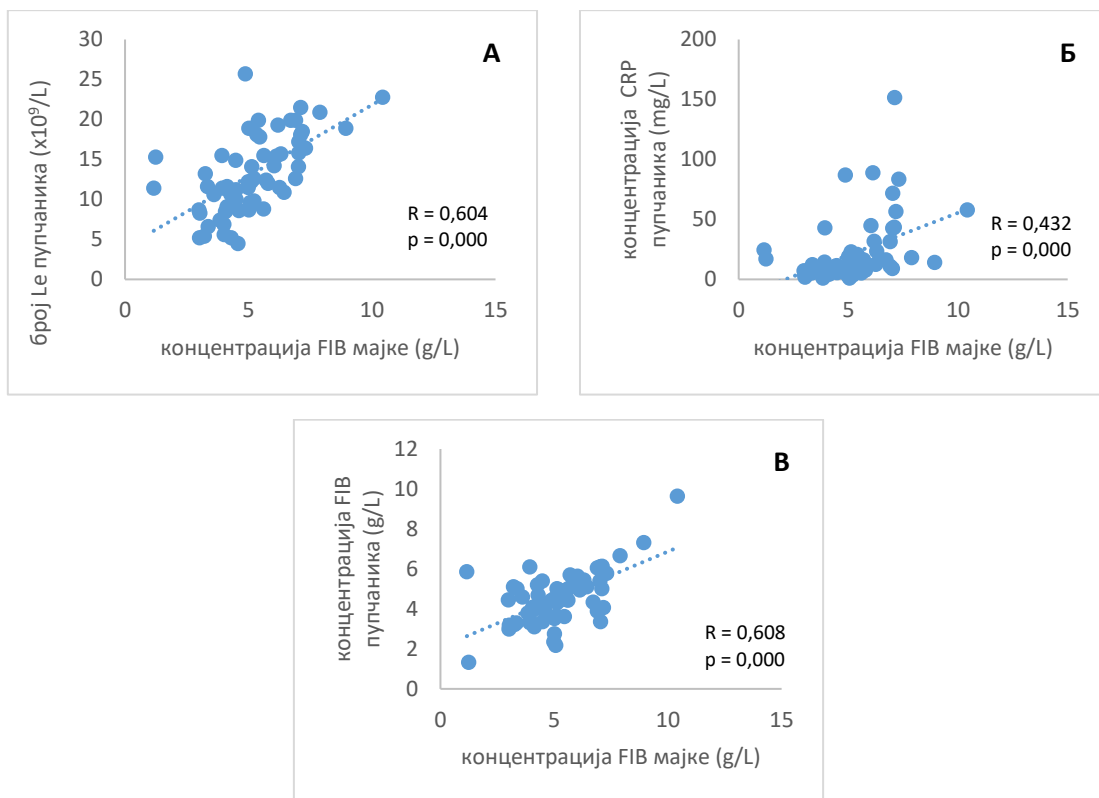 А
број Le пупчаника (x10⁹/L)
30
25
20
15
10
5
0
R = 0,604
p = 0,000
0 5 10 15
концентрација FIB мајке (g/L)
Б
концентрација CRP
пупчаника (mg/L)
200
150
100
50
0
R = 0,432
p = 0,000
0 5 10 15
концентрација FIB мајке (g/L)
В
концентрација FIB
пупчаника (g/L)
12
10
8
6
4
2
0
R = 0,608
p = 0,000
0 5 10 15
концентрација FIB мајке (g/L)